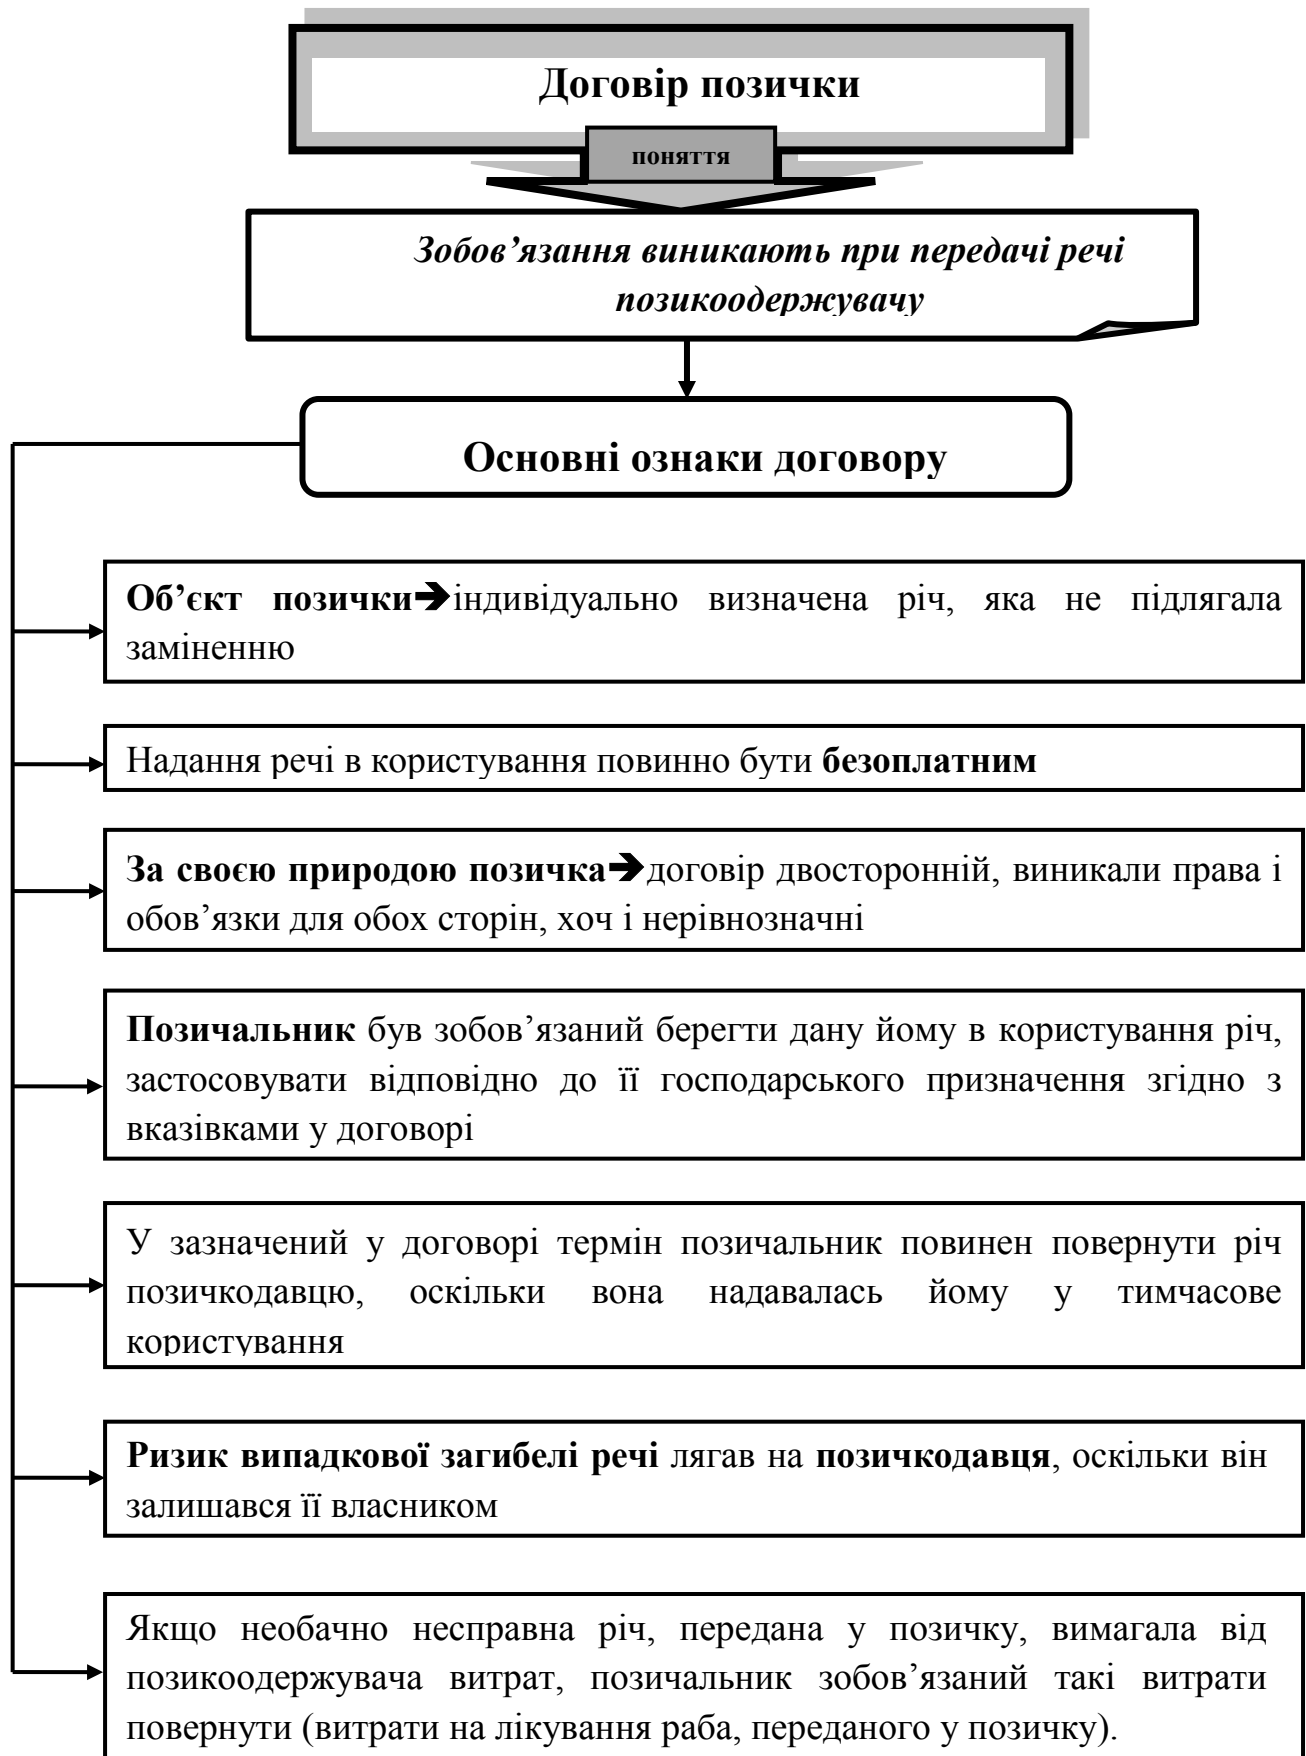 Договір позички
поняття
Зобов’язання виникають при передачі речі
позикоодержувачу
Основні ознаки договору
Об’єкт позички➔індивідуально визначена річ, яка не підлягала
заміненню
Надання речі в користування повинно бути безоплатним
За своєю природою позичка➔договір двосторонній, виникали права і
обов’язки для обох сторін, хоч і нерівнозначні
Позичальник був зобов’язаний берегти дану йому в користування річ,
застосовувати відповідно до її господарського призначення згідно з
вказівками у договорі
У зазначений у договорі термін позичальник повинен повернути річ
позичкодавцю, оскільки вона надавалась йому у тимчасове
користування
Ризик випадкової загибелі речі лягав на позичкодавця, оскільки він
залишався її власником
Якщо необачно несправна річ, передана у позичку, вимагала від
позикоодержувача витрат, позичальник зобов’язаний такі витрати
повернути (витрати на лікування раба, переданого у позичку).